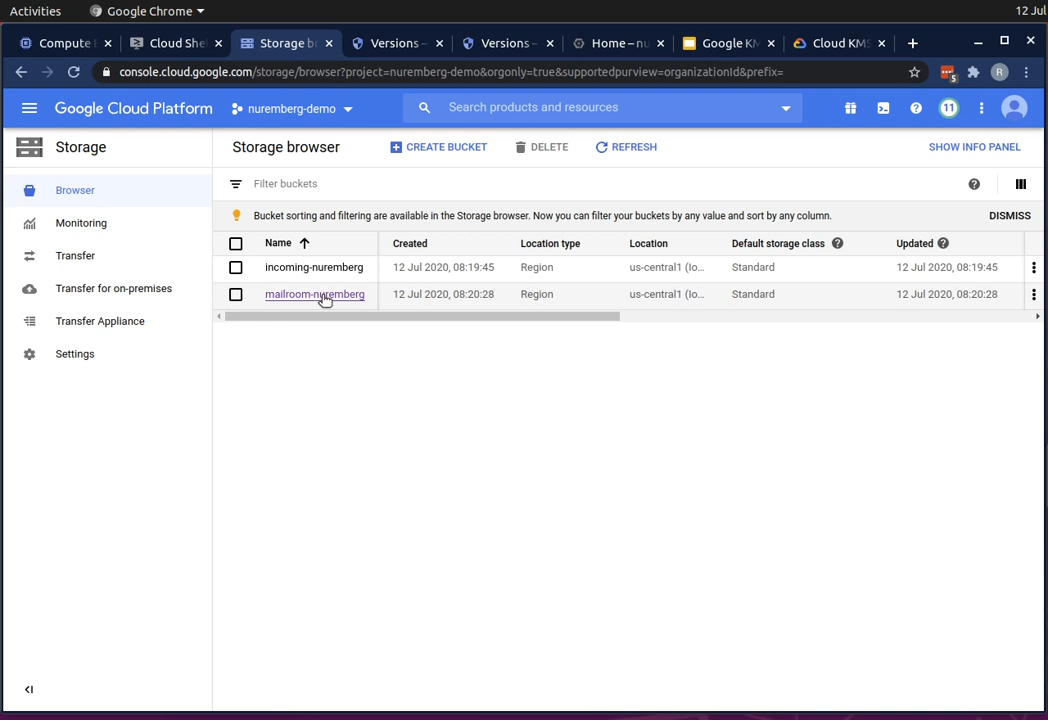 Activities Google Chrome 12 Jul
Compute E Cloud She Storage b Versions – Versions – Home – nu Google KM Cloud KMS
console.cloud.google.com/storage/browser?project=nuremberg-demo&orgonly=true&supportedpurview=organizationId&prefix= 5 R
Google Cloud Platform nuremberg-demo Search products and resources 11
Storage Storage browser CREATE BUCKET DELETE REFRESH SHOW INFO PANEL
Browser
Monitoring
Transfer
Transfer for on-premises
Transfer Appliance
Settings
Filter buckets
Bucket sorting and filtering are available in the Storage browser. Now you can filter your buckets by any value and sort by any column. DISMISS
Name Created Location type Location Default storage class Updated
incoming-nuremberg 12 Jul 2020, 08:19:45 Region us-central1 (Io... Standard 12 Jul 2020, 08:19:45
mailroom-nuremberg 12 Jul 2020, 08:20:28 Region us-central1 (Io... Standard 12 Jul 2020, 08:20:28